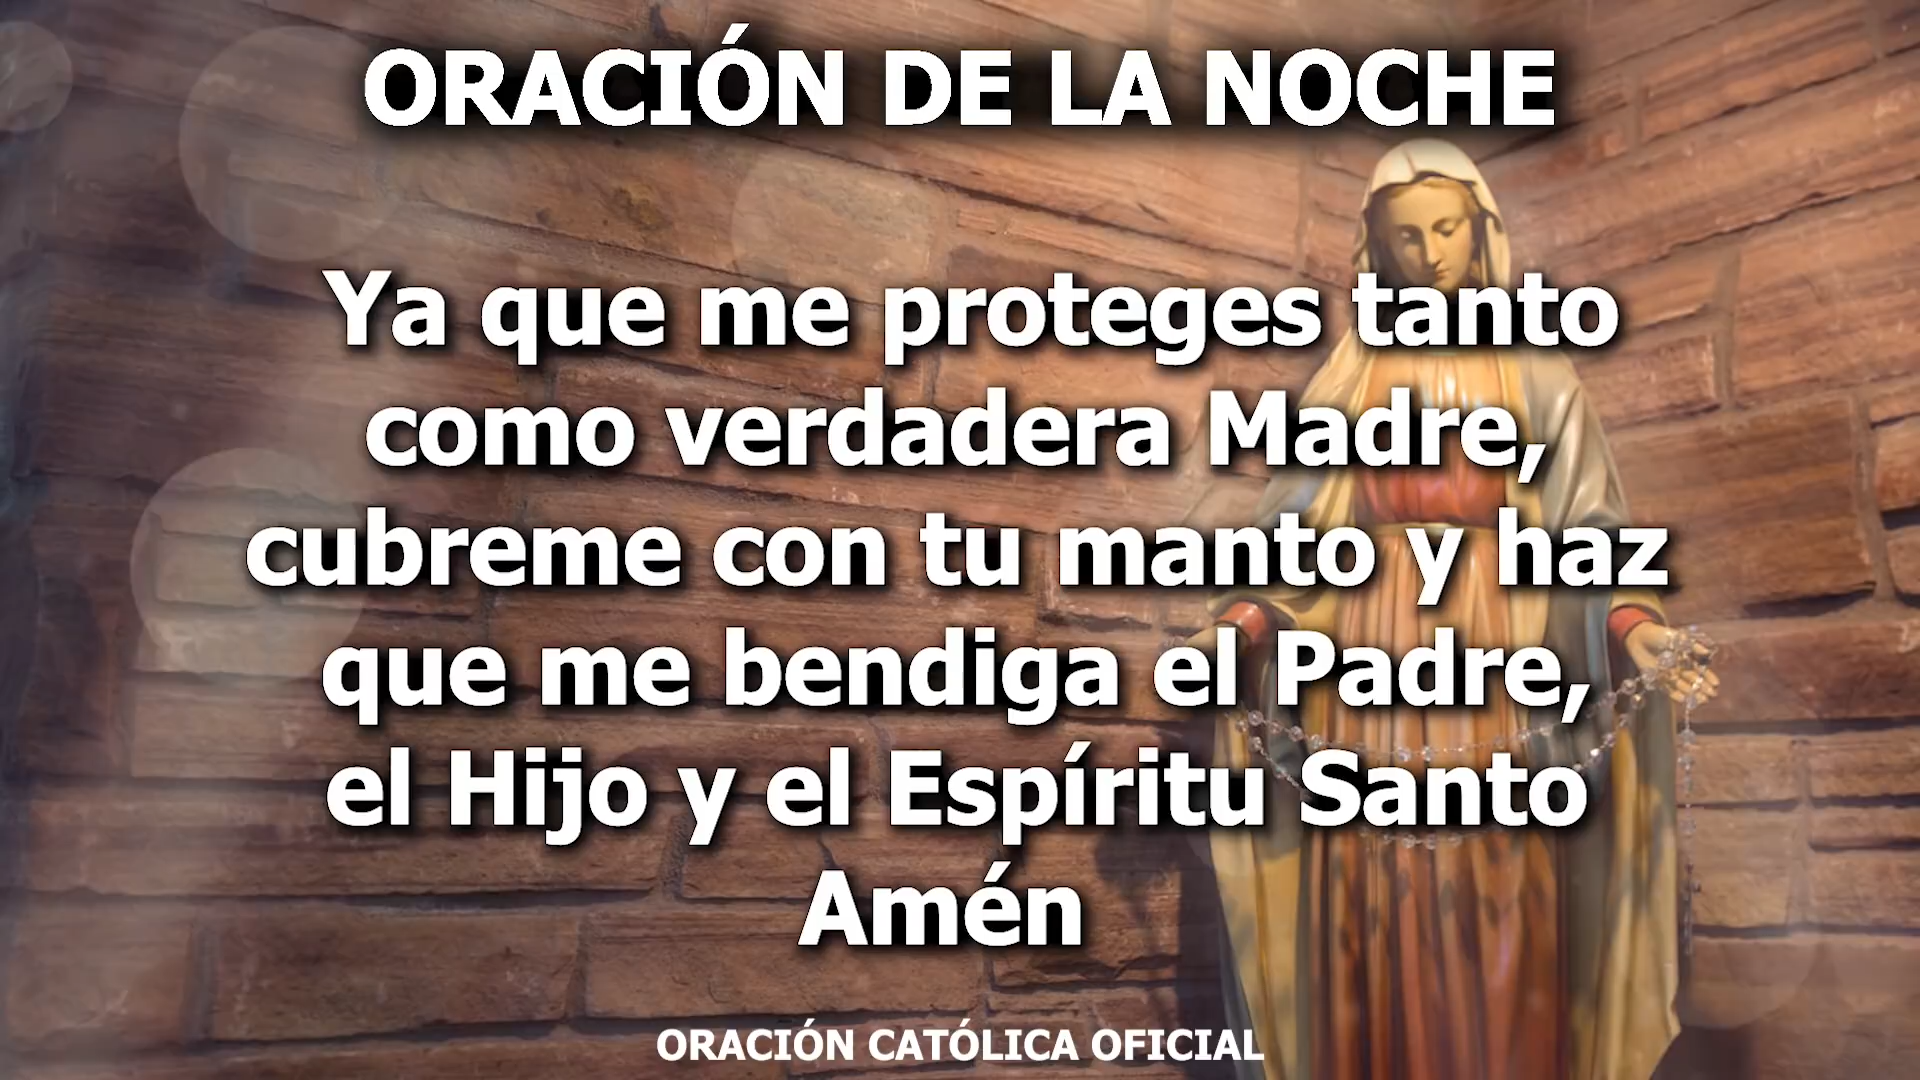 ORACIÓN DE LA NOCHE
Ya que me proteges tanto
como verdadera Madre,
cubreme con tu manto y haz
que me bendiga el Padre,
el Hijo y el Espíritu Santo
Amén
ORACIÓN CATÓLICA OFICIAL